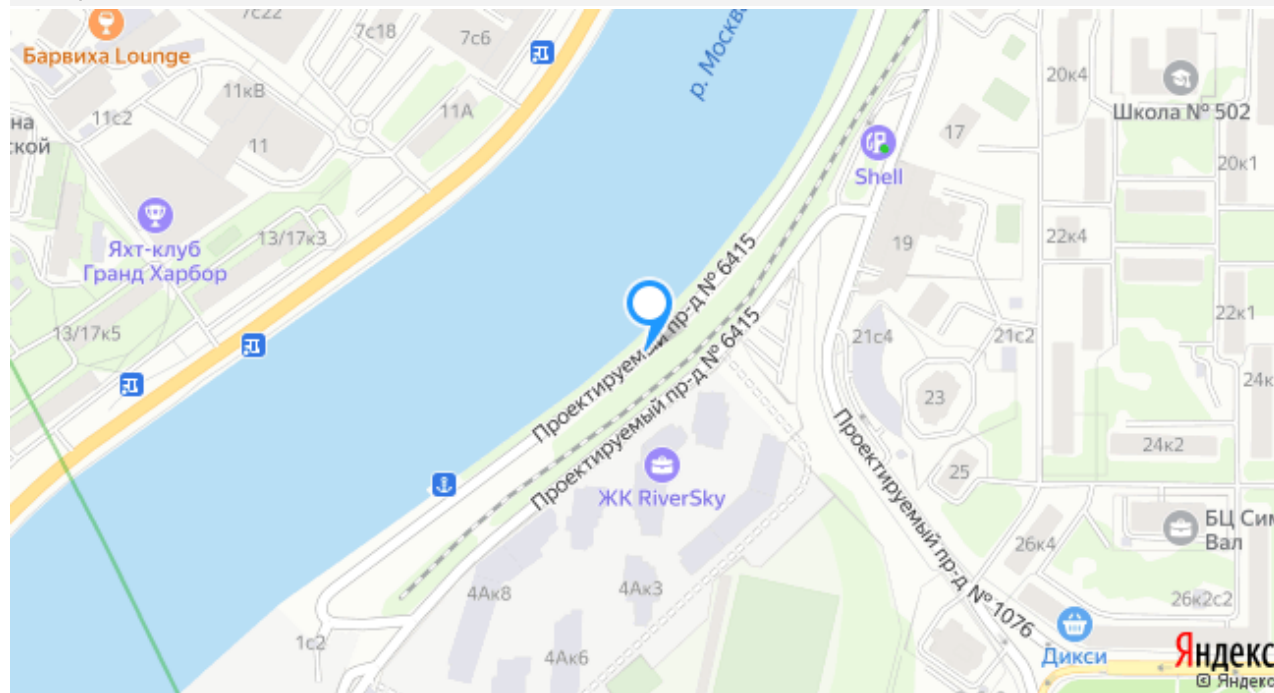 7с22
Барвиха Lounge
7с18
7с6
р. Москва
20к4
Школа № 502
11кВ
11А
на
ской
11с2
11
17
Shell
20к1
Яхт-клуб
Гранд Харбор
13/17к3
19
22к4
13/17к5
Проектируемый пр-д № 6415
Проектируемый пр-д № 6415
21с4
21с2
22к1
23
24к
24к2
25
ЖК RiverSky
Проектируемый пр-д № 1076
БЦ Сим
Вал
26к4
4Ак8
4Ак3
26к2с2
1с2
4Ак6
Дикси
Яндекс
© Яндекс